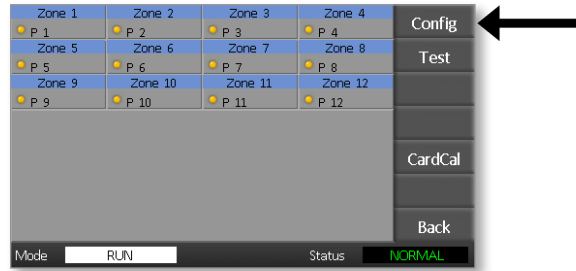 Zone 1 Zone 2 Zone 3 Zone 4 Config
P 1 P 2 P 3 P 4
Zone 5 Zone 6 Zone 7 Zone 8 Test
P 5 P 6 P 7 P 8
Zone 9 Zone 10 Zone 11 Zone 12
P 9 P 10 P 11 P 12
CardCal
Back
Mode RUN Status NORMAL